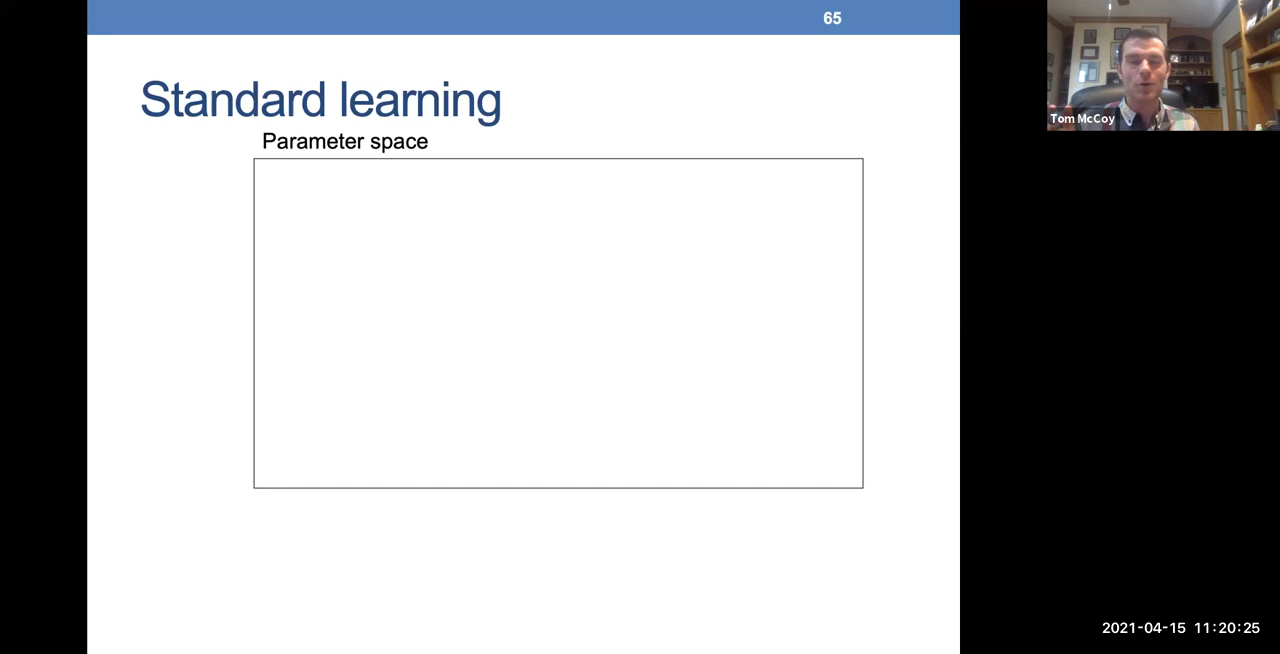 65
Standard learning
Parameter space
Tom McCoy
2021-04-15 11:20:25